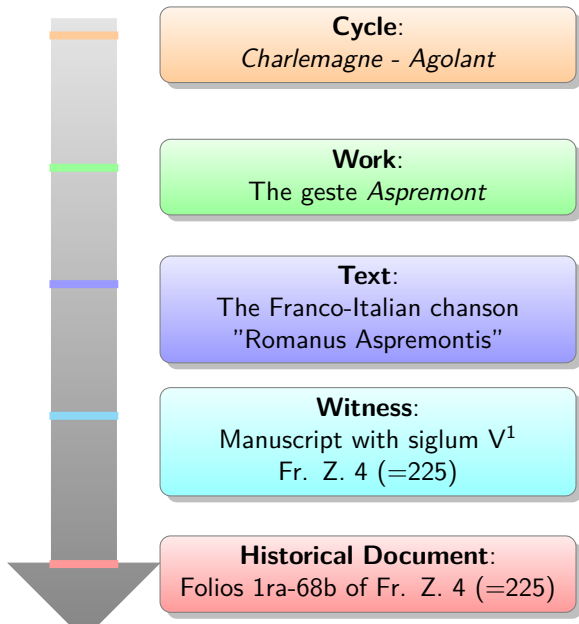 Cycle:
Charlemagne - Agolant
Work:
The geste Aspremont
Text:
The Franco-Italian chanson
”Romanus Aspremontis”
Witness:
Manuscript with siglum V¹
Fr. Z. 4 (=225)
Historical Document:
Folios 1ra-68b of Fr. Z. 4 (=225)